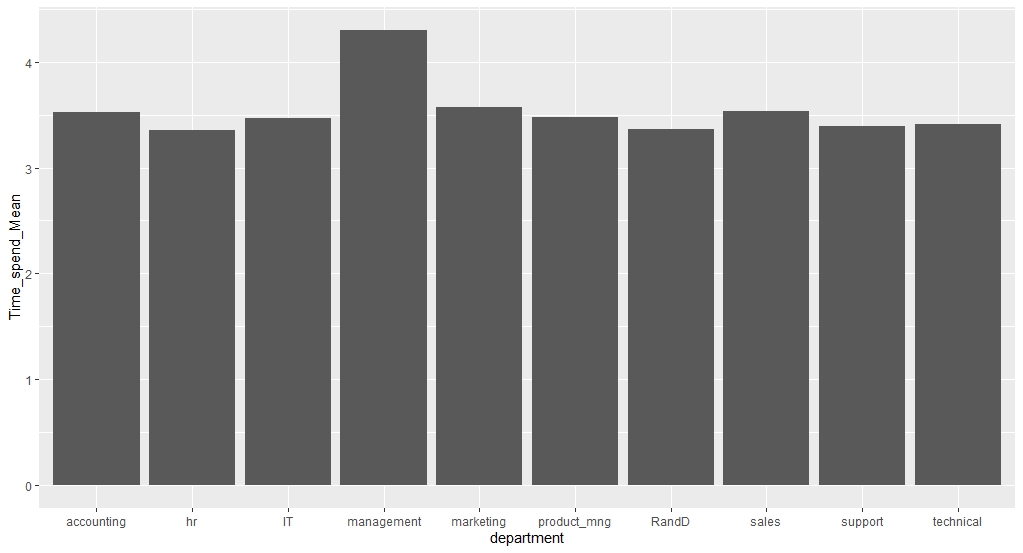 Time_spend_Mean
4
3
2
1
0
accounting hr IT management marketing product_mng RandD sales support technical
department